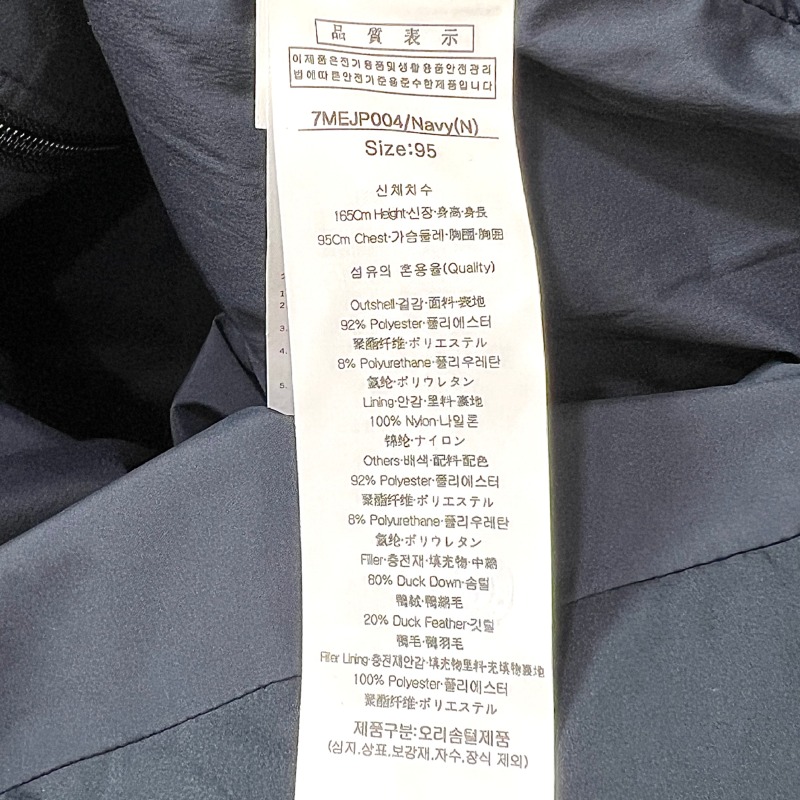 品質表示
이제품은전기용품및생활용품안전관리
법에따른안전기준용준수한제품입니다
7MEJP004/Navy(N)
Size:95
신체치수
165Cm Height·신장·身高·身長
95Cm Chest·가슴둘레·胸围·胸囲
섬유의 혼용율(Quality)
Outshell·겉감·面料·表地
92% Polyester·폴리에스터
聚酯纤维·ポリエステル
8% Polyurethane·폴리우레탄
氨纶·ポリウレタン
Lining·안감·里料·裏地
100% Nylon·나일론
锦纶·ナイロン
Others·배색·配料·配色
92% Polyester·폴리에스터
聚酯纤维·ポリエステル
8% Polyurethane·폴리우레탄
氨纶·ポリウレタン
Filler·충전재·填充物·中綿
80% Duck Down·솜털
鸭绒·鴨綿毛
20% Duck Feather·깃털
鸭毛·鴨羽毛
Filler Lining·충전재안감·填充物里料·充填物裏地
100% Polyester·폴리에스터
聚酯纤维·ポリエステル
제품구분:오리솜털제품
(심지,상표,보강재,자수,장식 제외)
1.
2.
3.
4.
5.